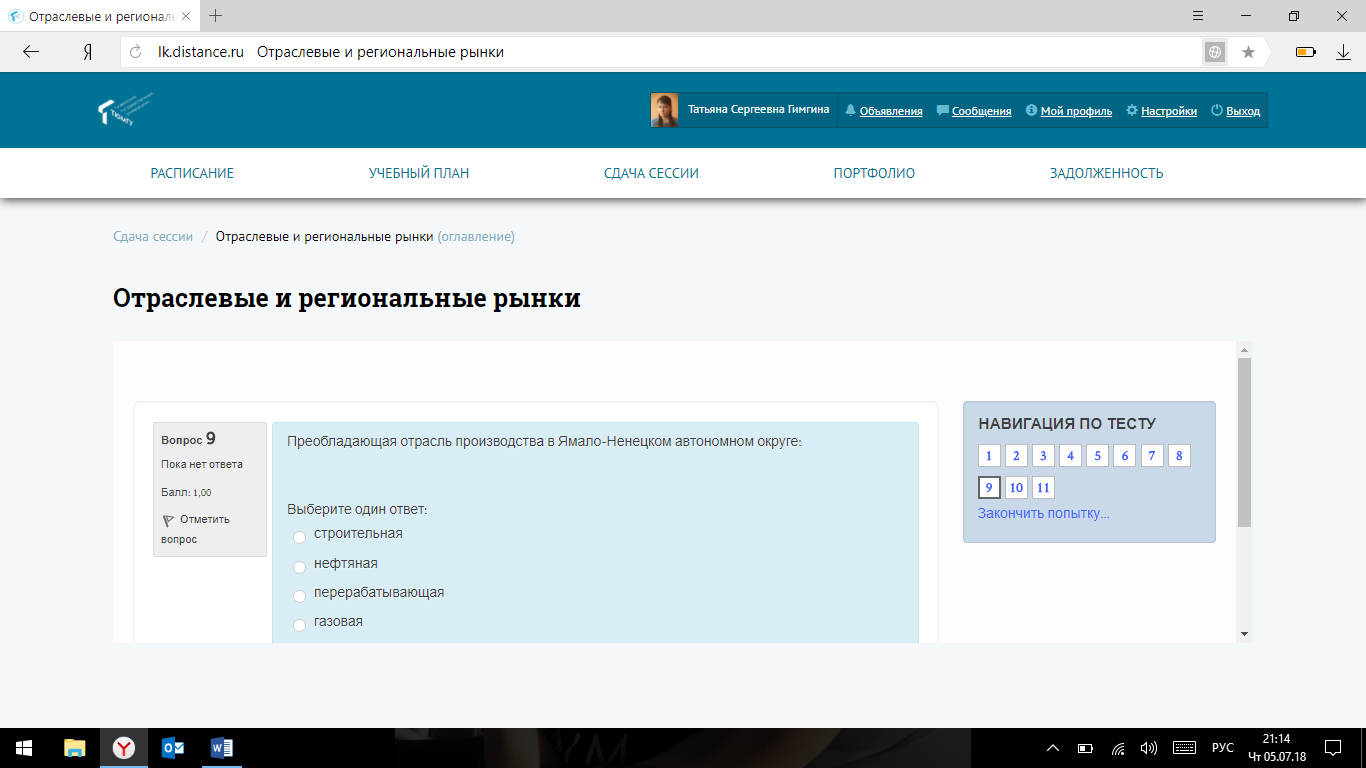 Отраслевые и региональ
lk.distance.ru Отраслевые и региональные рынки
ТюмГУ
Татьяна Сергеевна Гимгина Объявления Сообщения Мой профиль Настройки Выход
РАСПИСАНИЕ УЧЕБНЫЙ ПЛАН СДАЧА СЕССИИ ПОРТФОЛИО ЗАДОЛЖЕННОСТЬ
Сдача сессии / Отраслевые и региональные рынки (оглавление)
Отраслевые и региональные рынки
Вопрос 9
Пока нет ответа
Балл: 1,00
Отметить
вопрос
Преобладающая отрасль производства в Ямало-Ненецком автономном округе:
Выберите один ответ:
строительная
нефтяная
перерабатывающая
газовая
НАВИГАЦИЯ ПО ТЕСТУ
1 2 3 4 5 6 7 8
9 10 11
Закончить попытку...
РУС
21:14
Чт 05.07.18